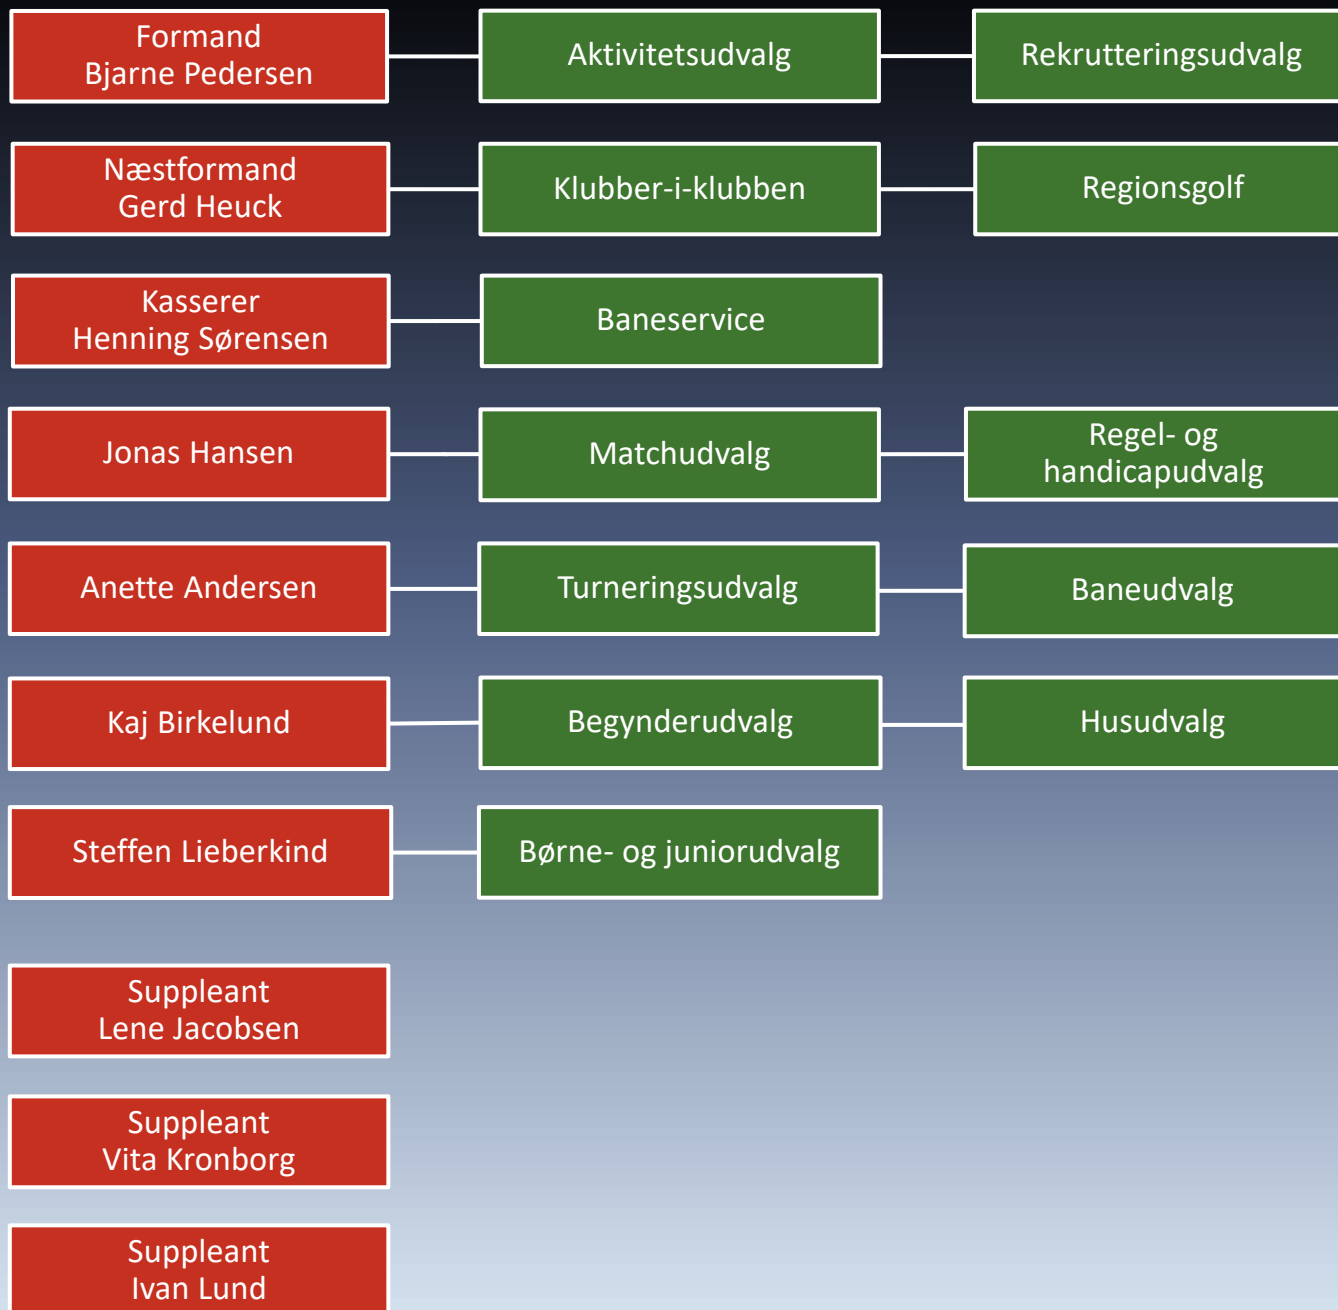 Formand
Bjarne Pedersen
Aktivitetsudvalg
Rekrutteringsudvalg
Næstformand
Gerd Heuck
Klubber-i-klubben
Regionsgolf
Kasserer
Henning Sørensen
Baneservice
Jonas Hansen
Matchudvalg
Regel- og
handicapudvalg
Anette Andersen
Turneringsudvalg
Baneudvalg
Kaj Birkelund
Begynderudvalg
Husudvalg
Steffen Lieberkind
Børne- og juniorudvalg
Suppleant
Lene Jacobsen
Suppleant
Vita Kronborg
Suppleant
Ivan Lund